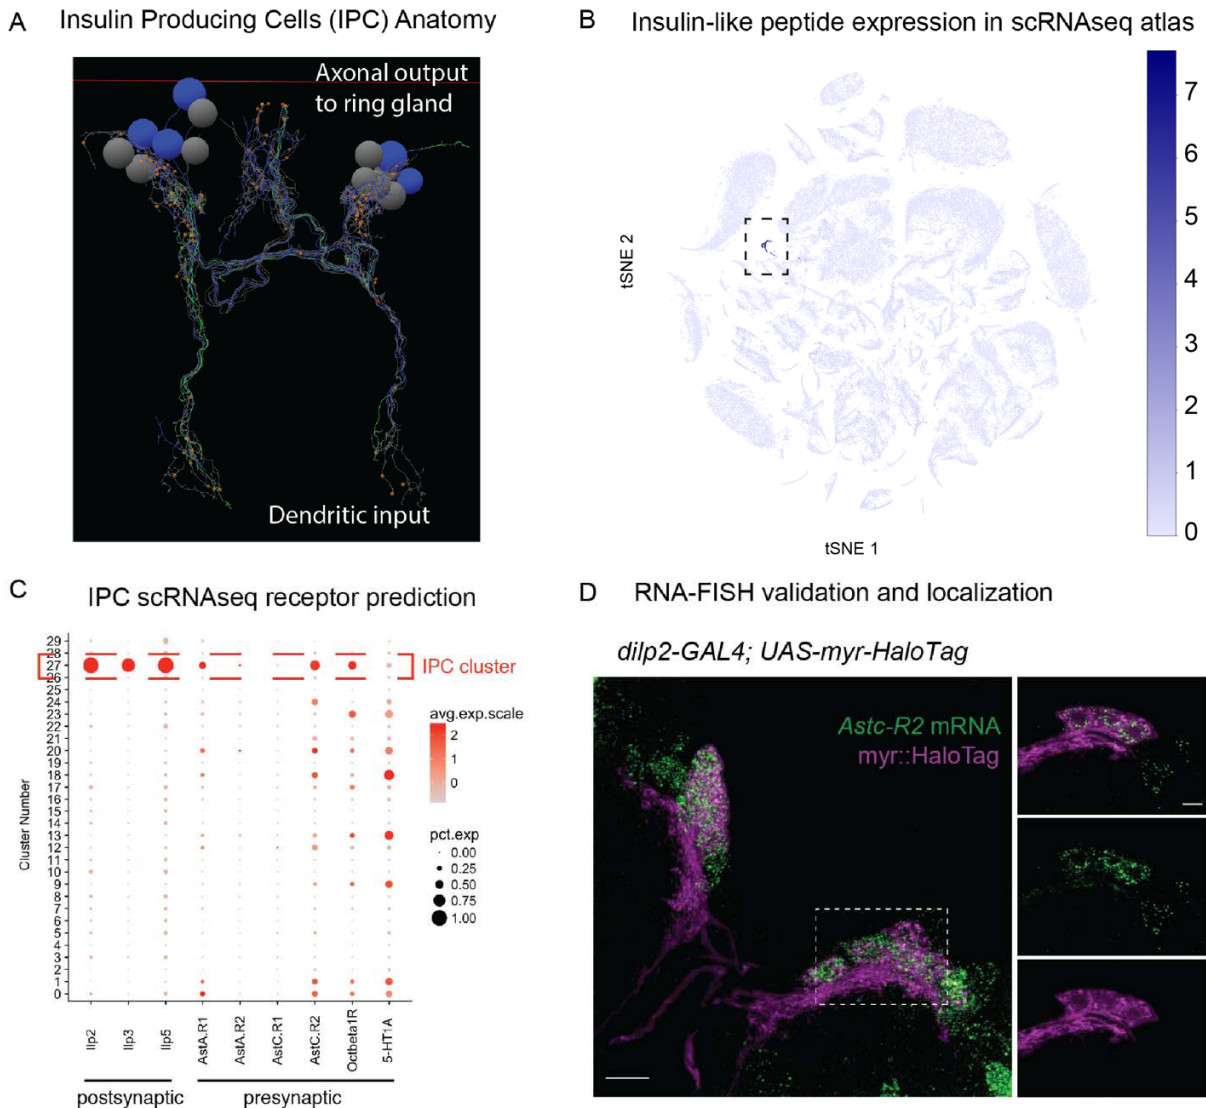 A Insulin Producing Cells (IPC) Anatomy
Axonal output
to ring gland
Dendritic input
B Insulin-like peptide expression in scRNAseq atlas
tSNE 2
tSNE 1
7
6
5
4
3
2
1
0
C IPC scRNAseq receptor prediction
Cluster Number
29
28
27
26
25
24
23
22
21
20
19
18
17
16
15
14
13
12
11
10
9
8
7
6
5
4
3
2
1
0
IPC cluster
avg.exp.scale
2
1
0
pct.exp
0.00
0.25
0.50
0.75
1.00
Ilp2
Ilp3
Ilp5
AstA.R1
AstA.R2
AstC.R1
AstC.R2
Octbeta1R
5-HT1A
postsynaptic
presynaptic
D RNA-FISH validation and localization
dilp2-GAL4; UAS-myr-HaloTag
Astc-R2 mRNA
myr::HaloTag